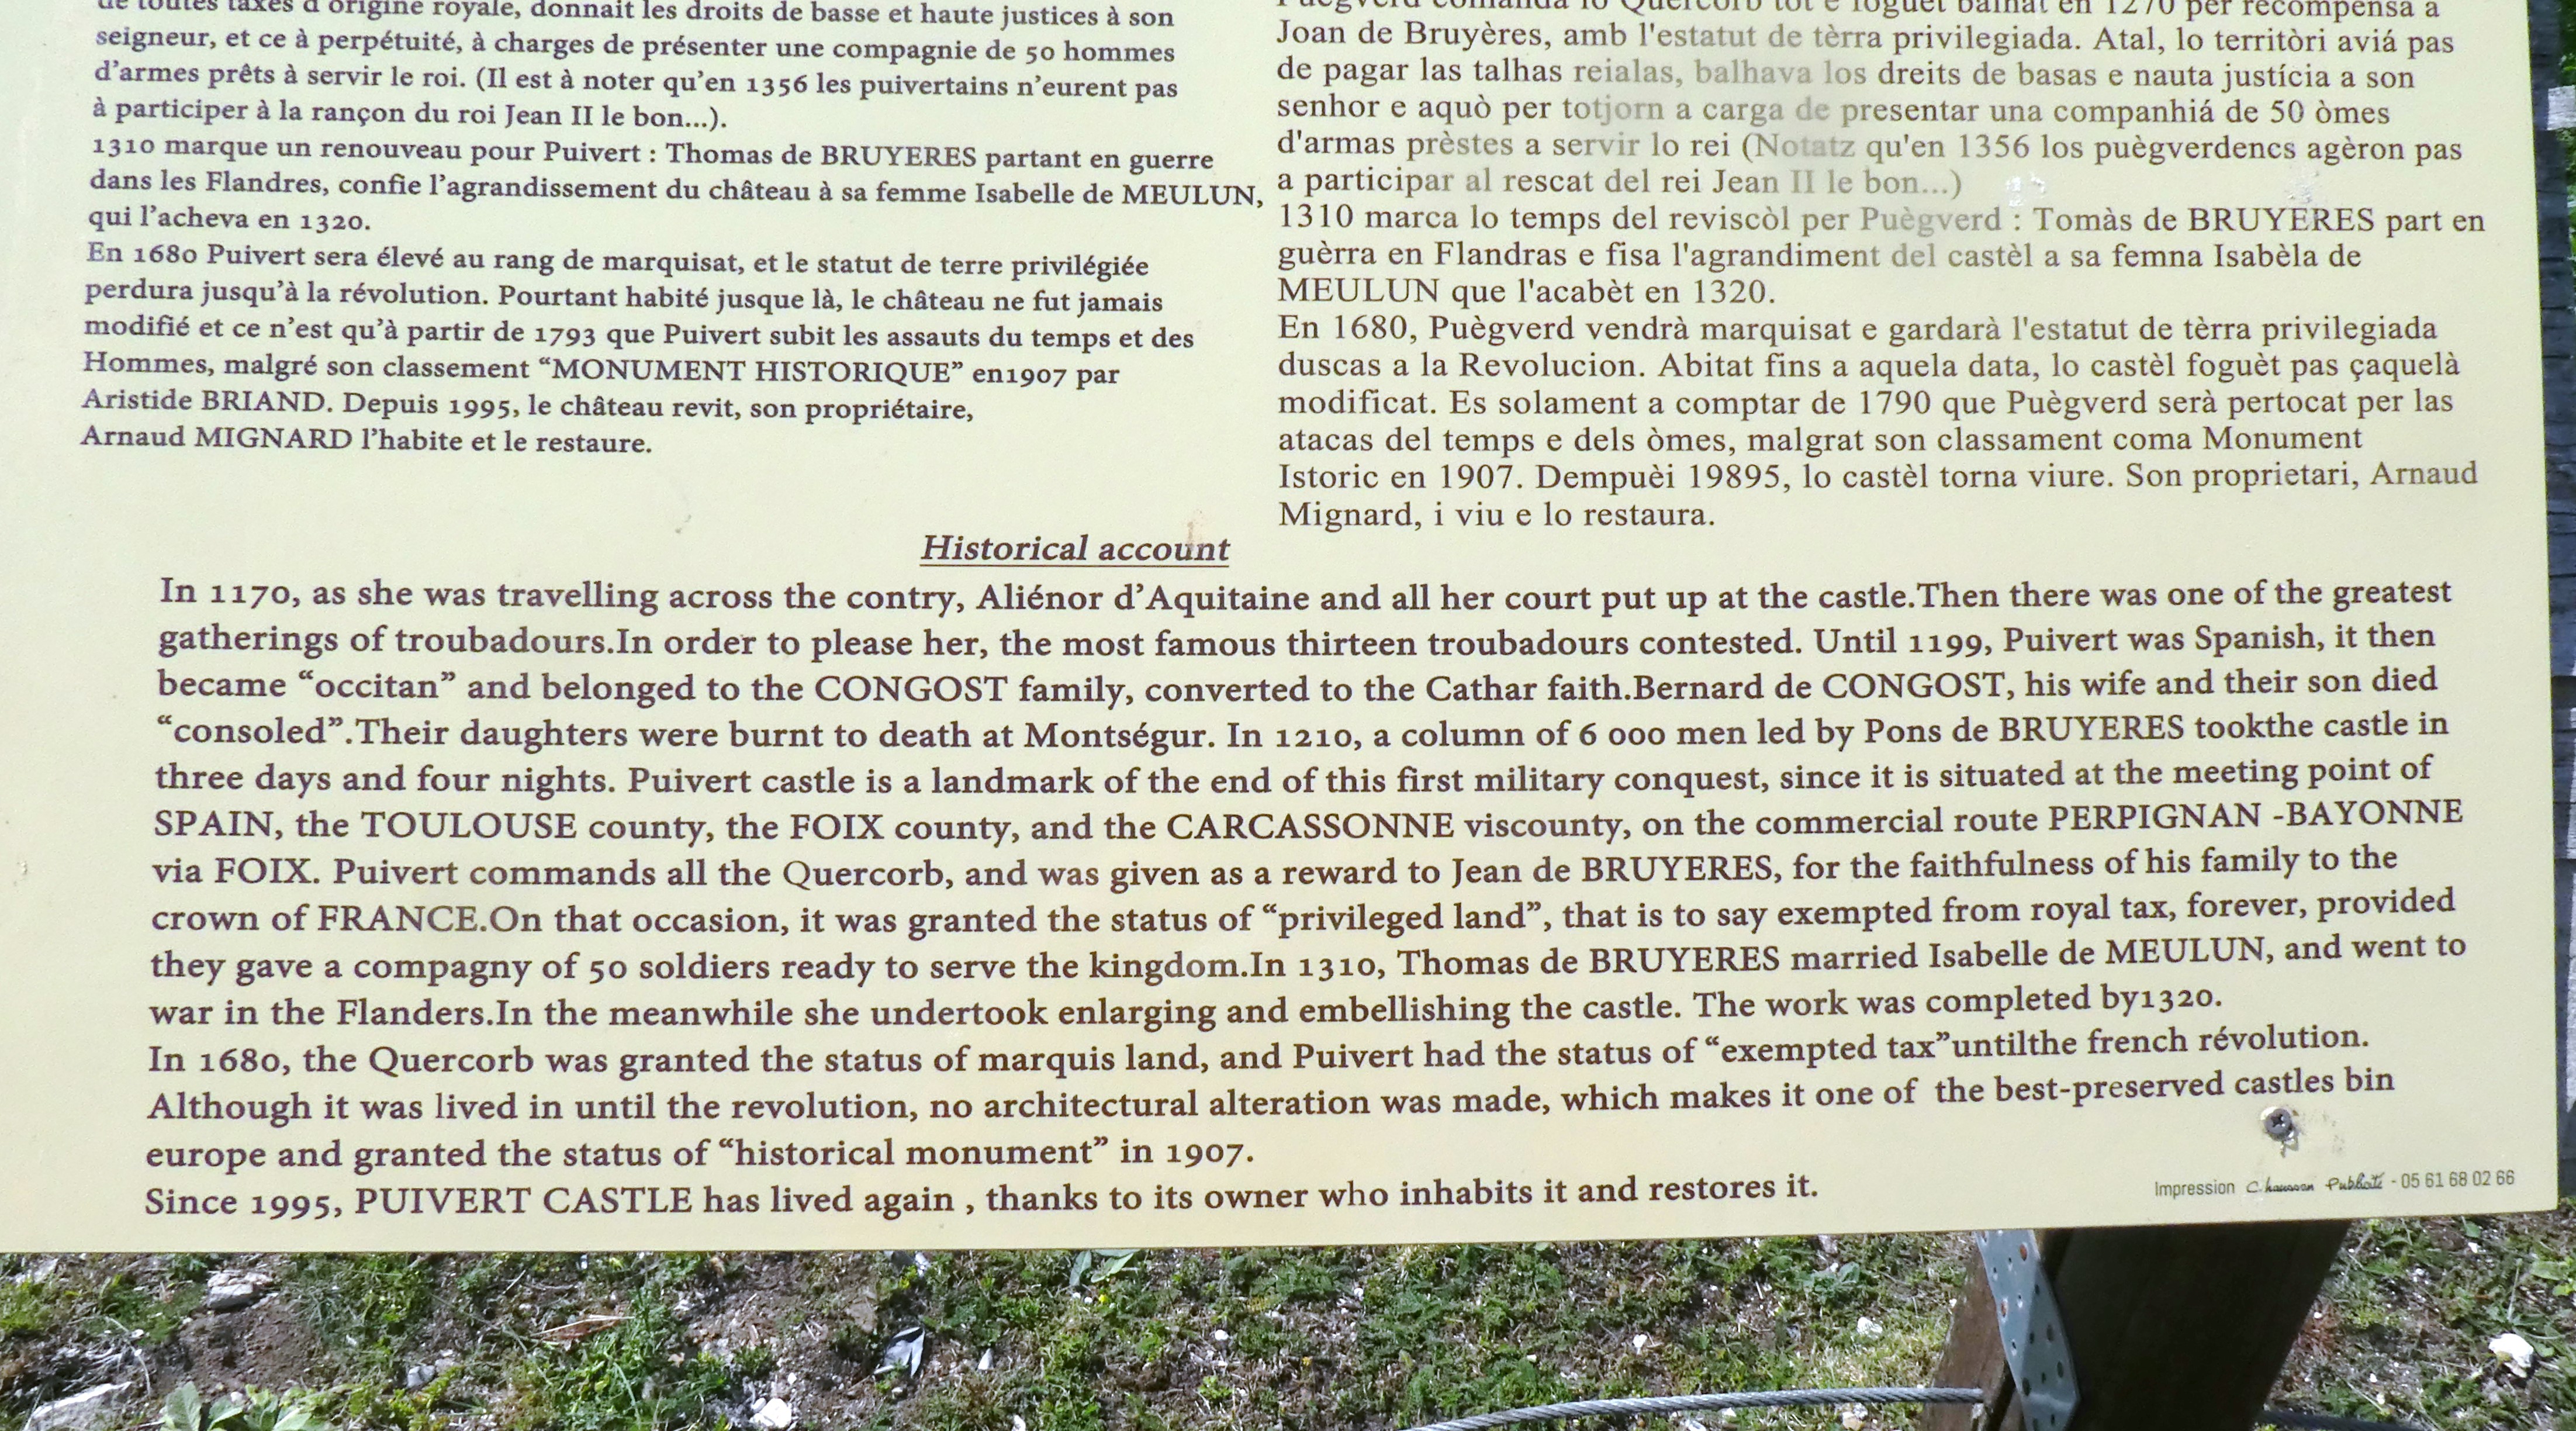 de toutes taxes d'origine royale, donnait les droits de basse et haute justices à son
seigneur, et ce à perpétuité, à charges de présenter une compagnie de 50 hommes
d'armes prêts à servir le roi. (Il est à noter qu'en 1356 les puivertains n'eurent pas
à participer à la rançon du roi Jean II le bon...).
1310 marque un renouveau pour Puivert : Thomas de BRUYERES partant en guerre
dans les Flandres, confie l'agrandissement du château à sa femme Isabelle de MEULUN,
qui l'acheva en 1320.
En 1680 Puivert sera élevé au rang de marquisat, et le statut de terre privilégiée
perdura jusqu'à la révolution. Pourtant habité jusque là, le château ne fut jamais
modifié et ce n'est qu'à partir de 1793 que Puivert subit les assauts du temps et des
Hommes, malgré son classement “MONUMENT HISTORIQUE” en1907 par
Aristide BRIAND. Depuis 1995, le château revit, son propriétaire,
Arnaud MIGNARD l'habite et le restaure.
Puègverd comanda lo Quercorb tot e foguèt balhat en 1270 per recompensa a
Joan de Bruyères, amb l'estatut de tèrra privilegiada. Atal, lo territòri aviá pas
de pagar las talhas reialas, balhava los dreits de basas e nauta justícia a son
senhor e aquò per totjorn a carga de presentar una companhiá de 50 òmes
d'armas prèstes a servir lo rei (Notatz qu'en 1356 los puègverdencs agèron pas
a participar al rescat del rei Jean II le bon...)
1310 marca lo temps del reviscòl per Puègverd : Tomàs de BRUYERES part en
guèrra en Flandras e fisa l'agrandiment del castèl a sa femna Isabèla de
MEULUN que l'acabèt en 1320.
En 1680, Puègverd vendrà marquisat e gardarà l'estatut de tèrra privilegiada
duscas a la Revolucion. Abitat fins a aquela data, lo castèl foguèt pas çaquelà
modificat. Es solament a comptar de 1790 que Puègverd serà pertocat per las
atacas del temps e dels òmes, malgrat son classament coma Monument
Istoric en 1907. Dempuèi 19895, lo castèl torna viure. Son proprietari, Arnaud
Mignard, i viu e lo restaura.
Historical account
In 1170, as she was travelling across the contry, Aliénor d'Aquitaine and all her court put up at the castle.Then there was one of the greatest
gatherings of troubadours.In order to please her, the most famous thirteen troubadours contested. Until 1199, Puivert was Spanish, it then
became “occitan” and belonged to the CONGOST family, converted to the Cathar faith.Bernard de CONGOST, his wife and their son died
“consoled”.Their daughters were burnt to death at Montségur. In 1210, a column of 6 000 men led by Pons de BRUYERES tookthe castle in
three days and four nights. Puivert castle is a landmark of the end of this first military conquest, since it is situated at the meeting point of
SPAIN, the TOULOUSE county, the FOIX county, and the CARCASSONNE viscounty, on the commercial route PERPIGNAN -BAYONNE
via FOIX. Puivert commands all the Quercorb, and was given as a reward to Jean de BRUYERES, for the faithfulness of his family to the
crown of FRANCE.On that occasion, it was granted the status of “privileged land”, that is to say exempted from royal tax, forever, provided
they gave a compagny of 50 soldiers ready to serve the kingdom.In 1310, Thomas de BRUYERES married Isabelle de MEULUN, and went to
war in the Flanders.In the meanwhile she undertook enlarging and embellishing the castle. The work was completed by1320.
In 1680, the Quercorb was granted the status of marquis land, and Puivert had the status of “exempted tax”untilthe french révolution.
Although it was lived in until the revolution, no architectural alteration was made, which makes it one of the best-preserved castles bin
europe and granted the status of “historical monument” in 1907.
Since 1995, PUIVERT CASTLE has lived again , thanks to its owner who inhabits it and restores it.
Impression Publicité - 05 61 68 02 66